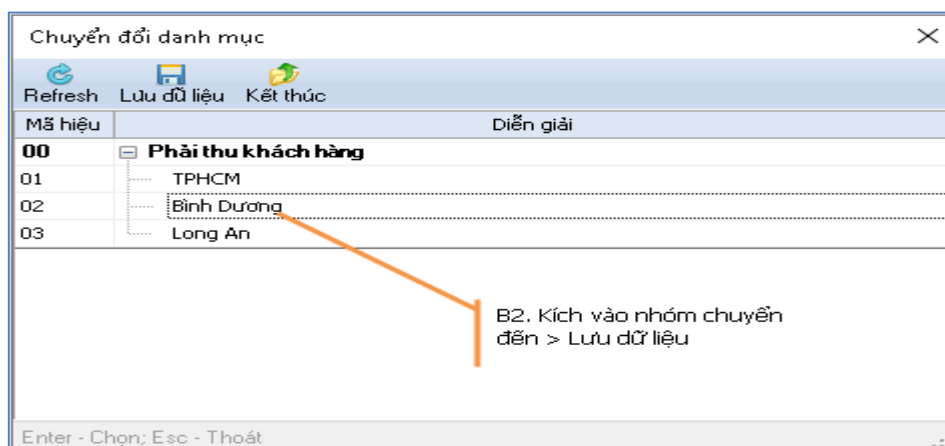 Chuyển đổi danh mục
Refresh Lưu dữ liệu Kết thúc
Mã hiệu Diễn giải
00 Phải thu khách hàng
01 TPHCM
02 Bình Dương
03 Long An
B2. Kích vào nhóm chuyển
đến > Lưu dữ liệu
Enter - Chọn; Esc - Thoát